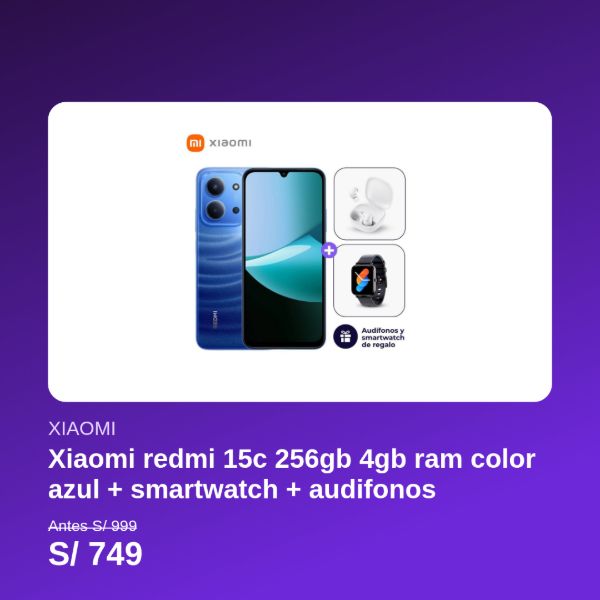 xiaomi
REDMI
Audífonos y
smartwatch
de regalo
XIAOMI
Xiaomi redmi 15c 256gb 4gb ram color
azul + smartwatch + audifonos
Antes S/ 999
S/ 749